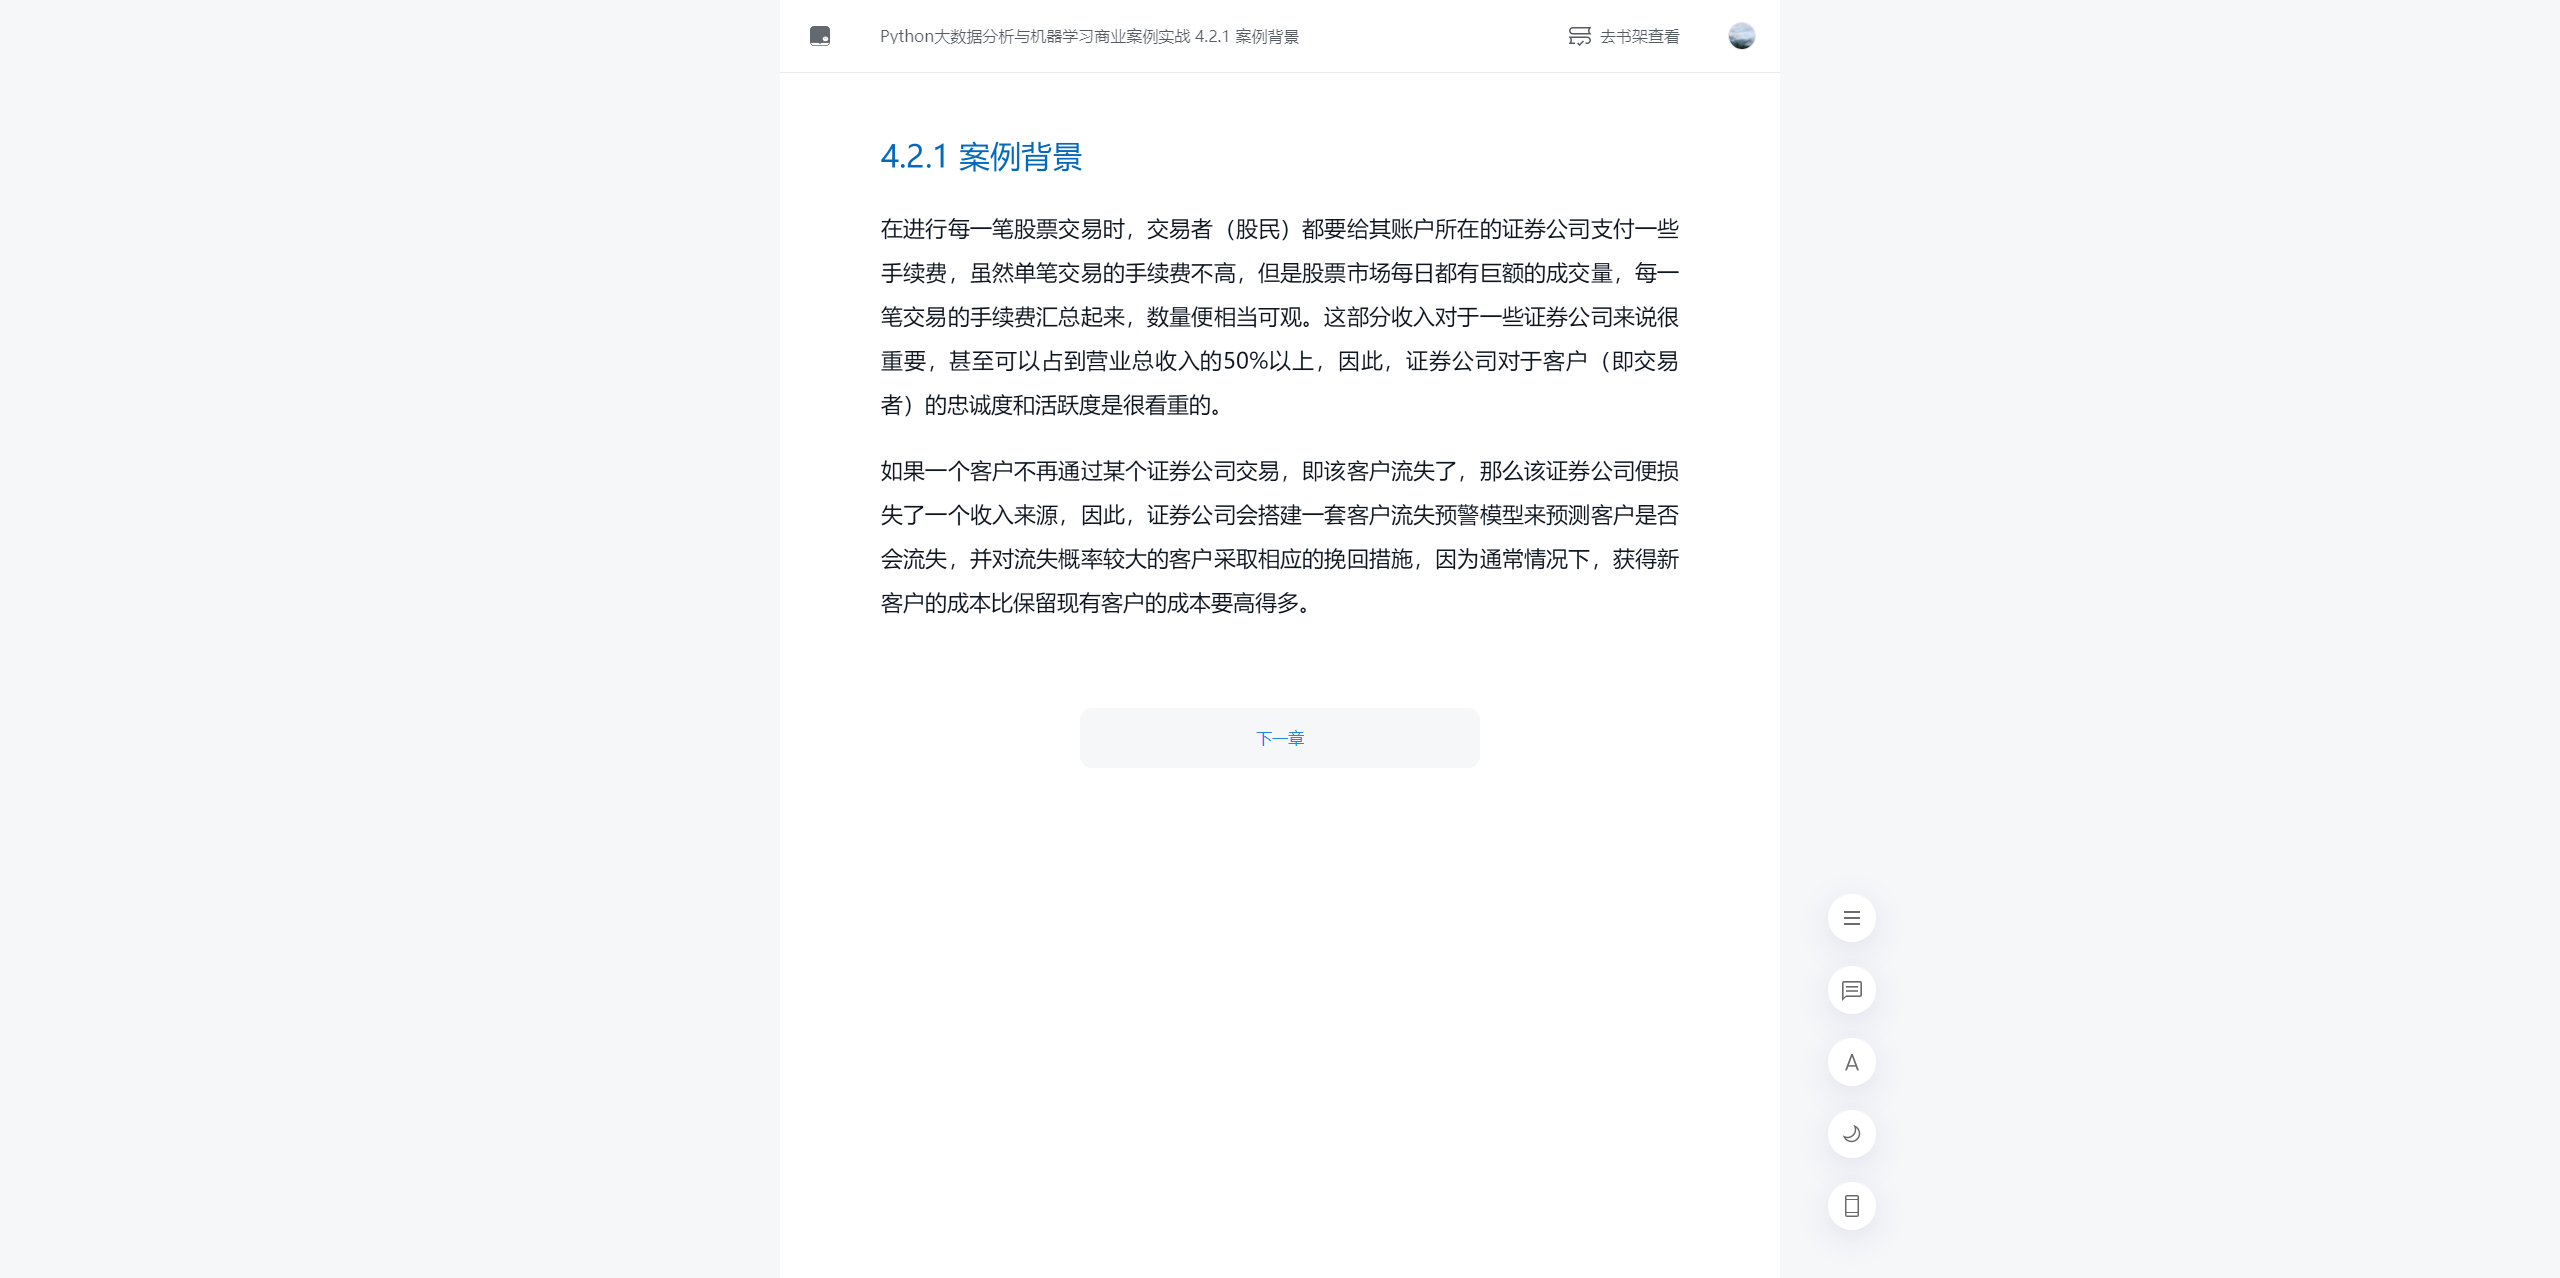 Python大数据分析与机器学习商业案例实战 4.2.1 案例背景
去书架查看
4.2.1 案例背景
在进行每一笔股票交易时，交易者（股民）都要给其账户所在的证券公司支付一些
手续费，虽然单笔交易的手续费不高，但是股票市场每日都有巨额的成交量，每一
笔交易的手续费汇总起来，数量便相当可观。这部分收入对于一些证券公司来说很
重要，甚至可以占到营业总收入的50%以上，因此，证券公司对于客户（即交易
者）的忠诚度和活跃度是很看重的。
如果一个客户不再通过某个证券公司交易，即该客户流失了，那么该证券公司便损
失了一个收入来源，因此，证券公司会搭建一套客户流失预警模型来预测客户是否
会流失，并对流失概率较大的客户采取相应的挽回措施，因为通常情况下，获得新
客户的成本比保留现有客户的成本要高得多。
下一章
A